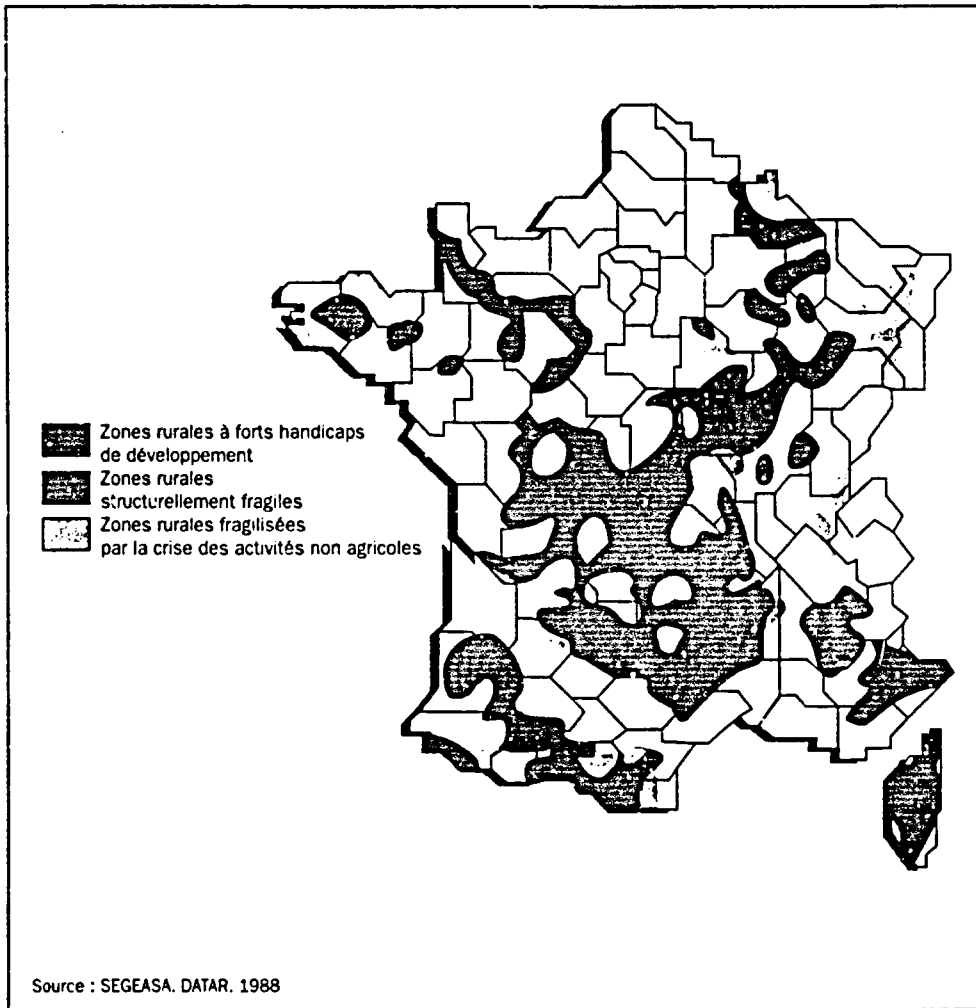 Zones rurales à forts handicaps
de développement
Zones rurales
structurellement fragiles
Zones rurales fragilisées
par la crise des activités non agricoles
Source : SEGEASA. DATAR. 1988